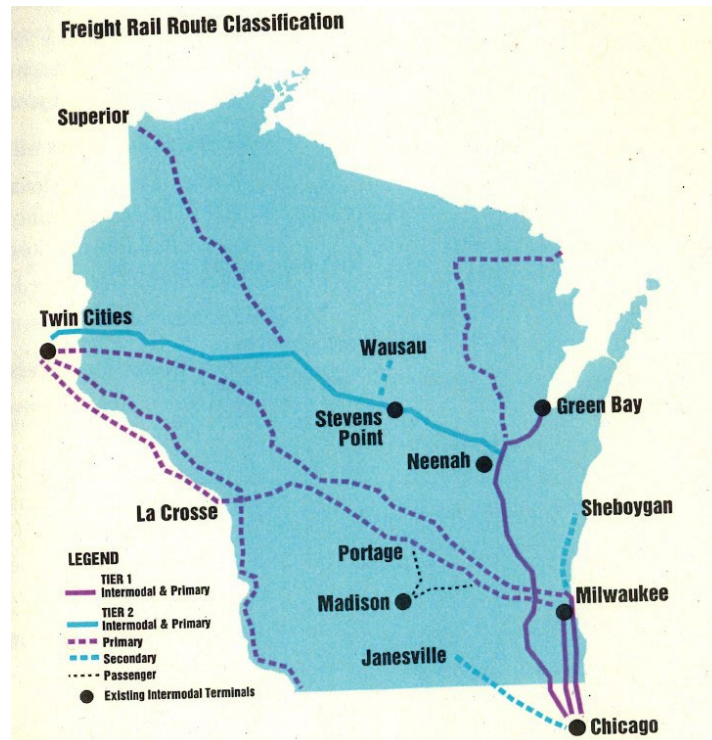 Freight Rail Route Classification
Superior
Twin Cities
Wausau
Stevens
Point
Green Bay
Neenah
La Crosse
Sheboygan
Portage
Madison
Milwaukee
Janesville
Chicago
LEGEND
TIER 1
Intermodal & Primary
TIER 2
Intermodal & Primary
Primary
Secondary
Passenger
Existing Intermodal Terminals